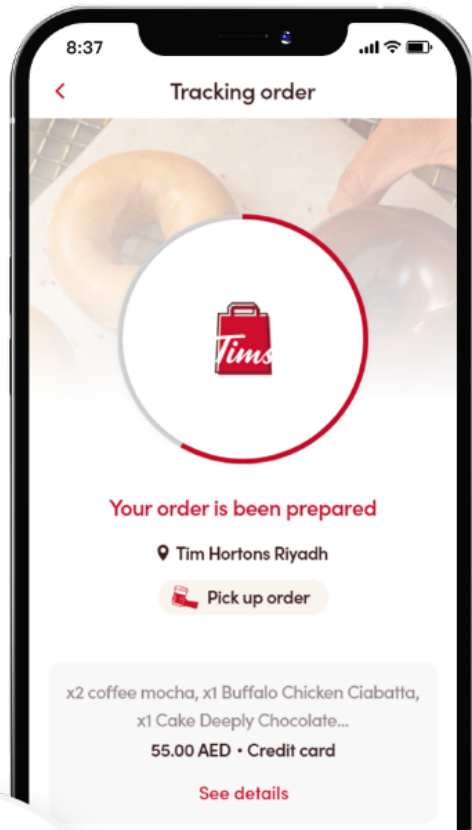 8:37
Tracking order
Tims
Your order is been prepared
Tim Hortons Riyadh
Pick up order
x2 coffee mocha, x1 Buffalo Chicken Ciabatta,
x1 Cake Deeply Chocolate...
55.00 AED • Credit card
See details